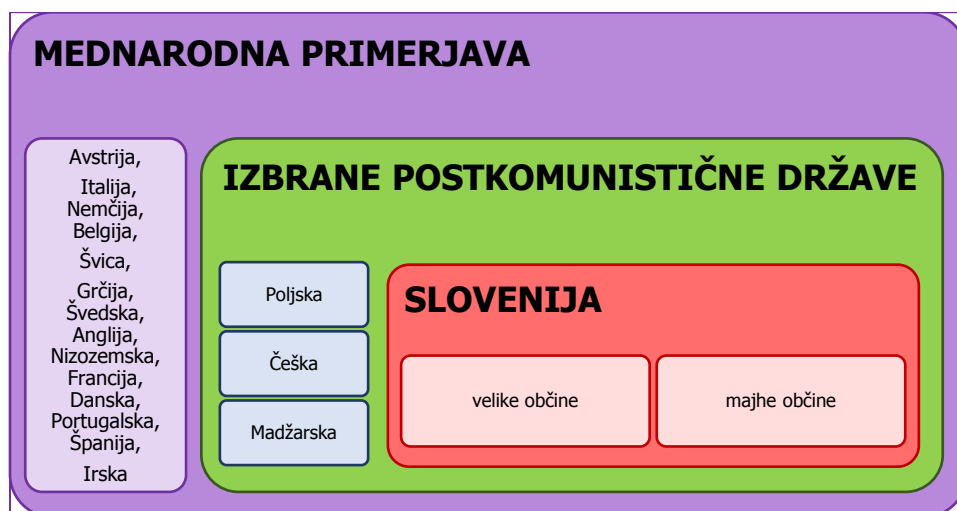 MEDNARODNA PRIMERJAVA
Avstrija,
Italija,
Nemčija,
Belgija,
Švica,
Grčija,
Švedska,
Anglija,
Nizozemska,
Francija,
Danska,
Portugalska,
Španija,
Irska
IZBRANE POSTKOMUNISTIČNE DRŽAVE
Poljska
Češka
Madžarska
SLOVENIJA
velike občine
majhe občine